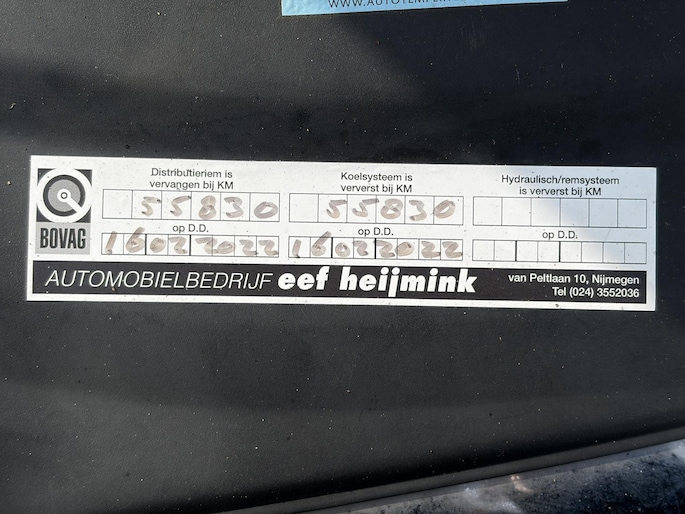 Distributieriem is
vervangen bij KM
55830
op D.D.
16022022
Koelsysteem is
ververst bij KM
55830
op D.D.
16022022
Hydraulisch/remsysteem
is ververst bij KM
op D.D.
BOVAG
AUTOMOBIELBEDRIJF eef heijmink
van Peltlaan 10, Nijmegen
Tel (024) 3552036